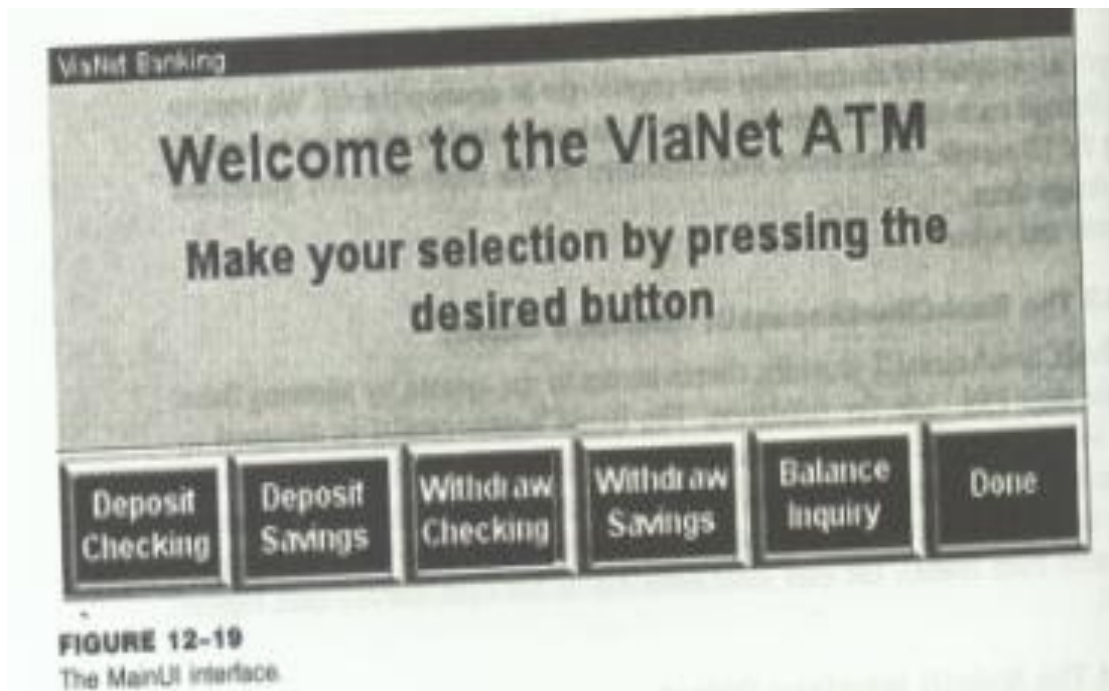 ViaNet Banking
Welcome to the ViaNet ATM
Make your selection by pressing the
desired button
Deposit
Checking
Deposit
Savings
Withdraw
Checking
Withdraw
Savings
Balance
Inquiry
Done
FIGURE 12–19
The MainUI interface.